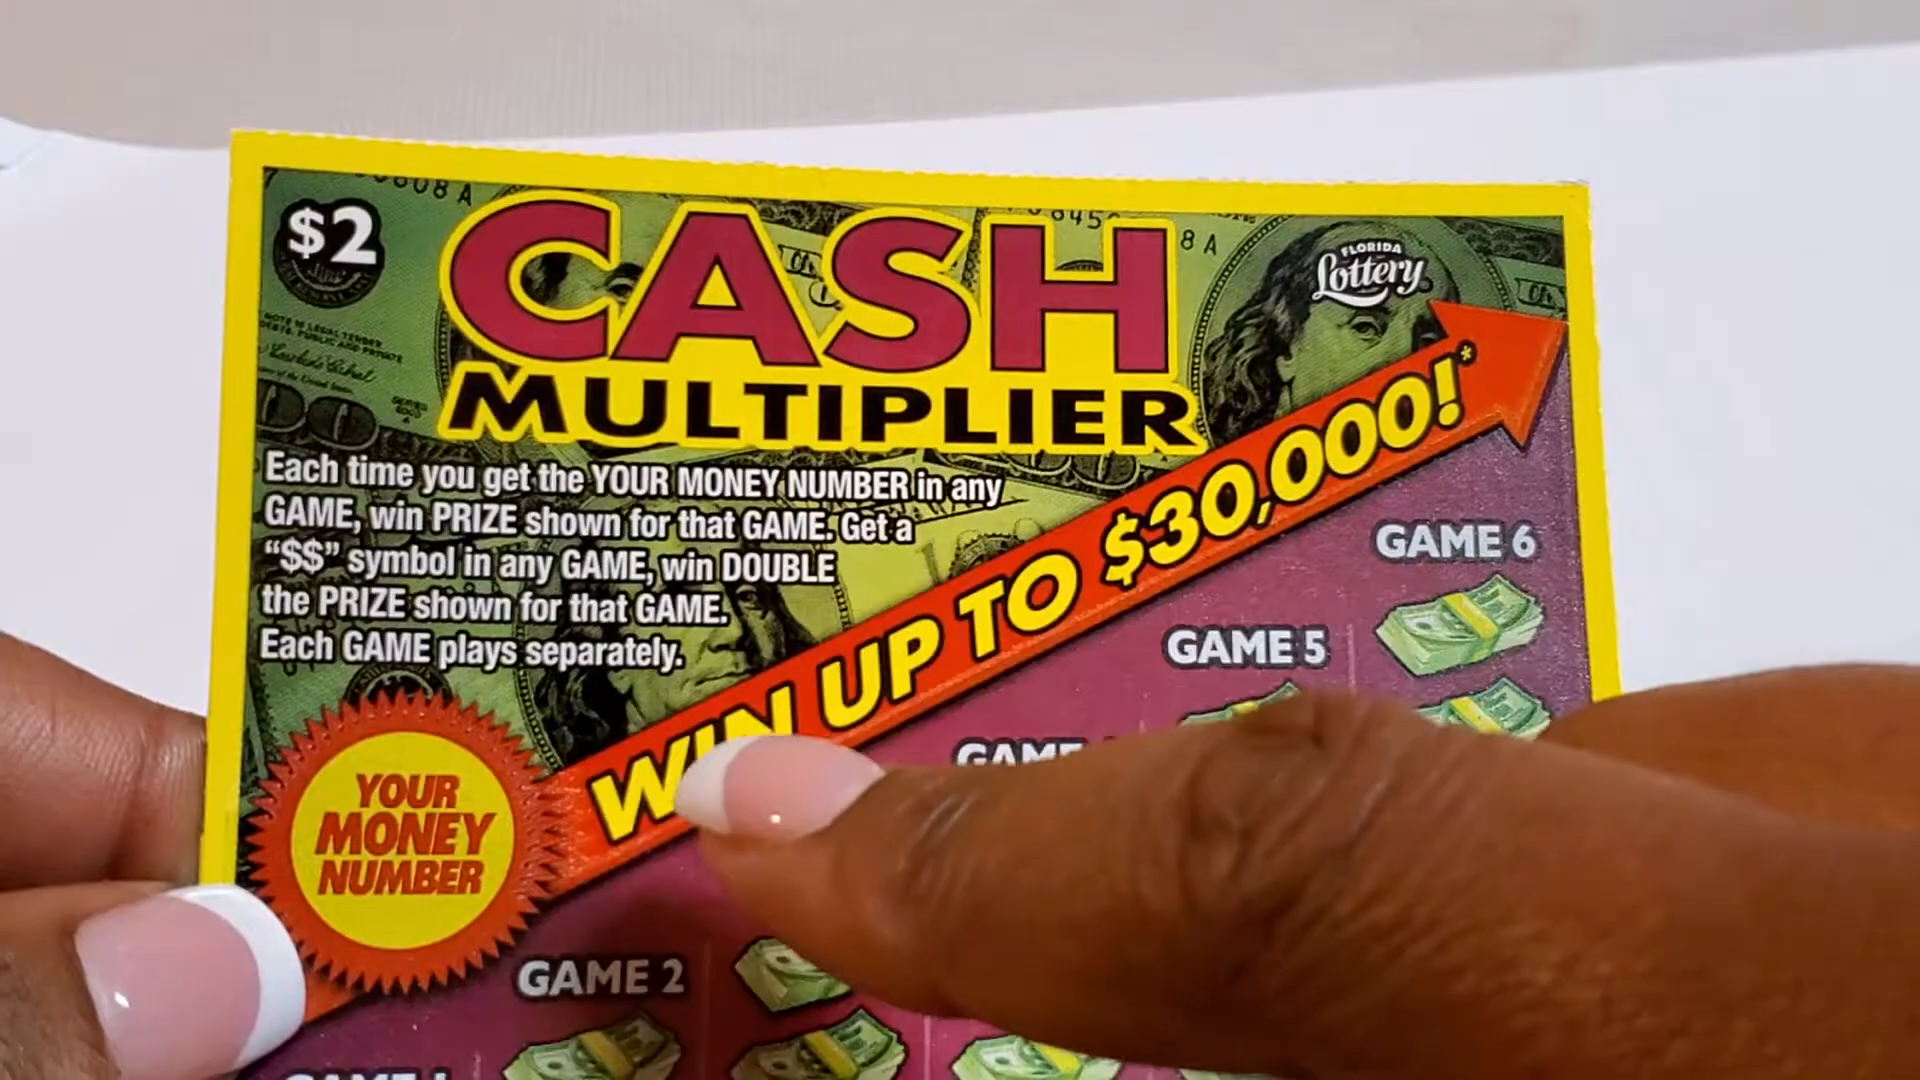 $2
CASH
MULTIPLIER
FLORIDA
Lottery
Each time you get the YOUR MONEY NUMBER in any
GAME, win PRIZE shown for that GAME. Get a
“$$” symbol in any GAME, win DOUBLE
the PRIZE shown for that GAME.
Each GAME plays separately.
WIN UP TO $30,000!*
GAME 6
GAME 5
YOUR
MONEY
NUMBER
GAME 2